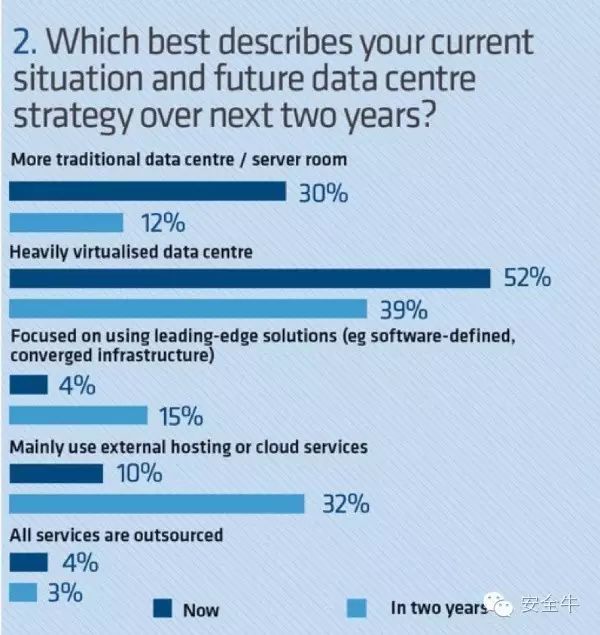 2. Which best describes your current
situation and future data centre
strategy over next two years?
More traditional data centre / server room
30%
12%
Heavily virtualised data centre
52%
39%
Focused on using leading-edge solutions (eg software-defined,
converged infrastructure)
4%
15%
Mainly use external hosting or cloud services
10%
32%
All services are outsourced
4%
3%
Now
In two years
安全牛